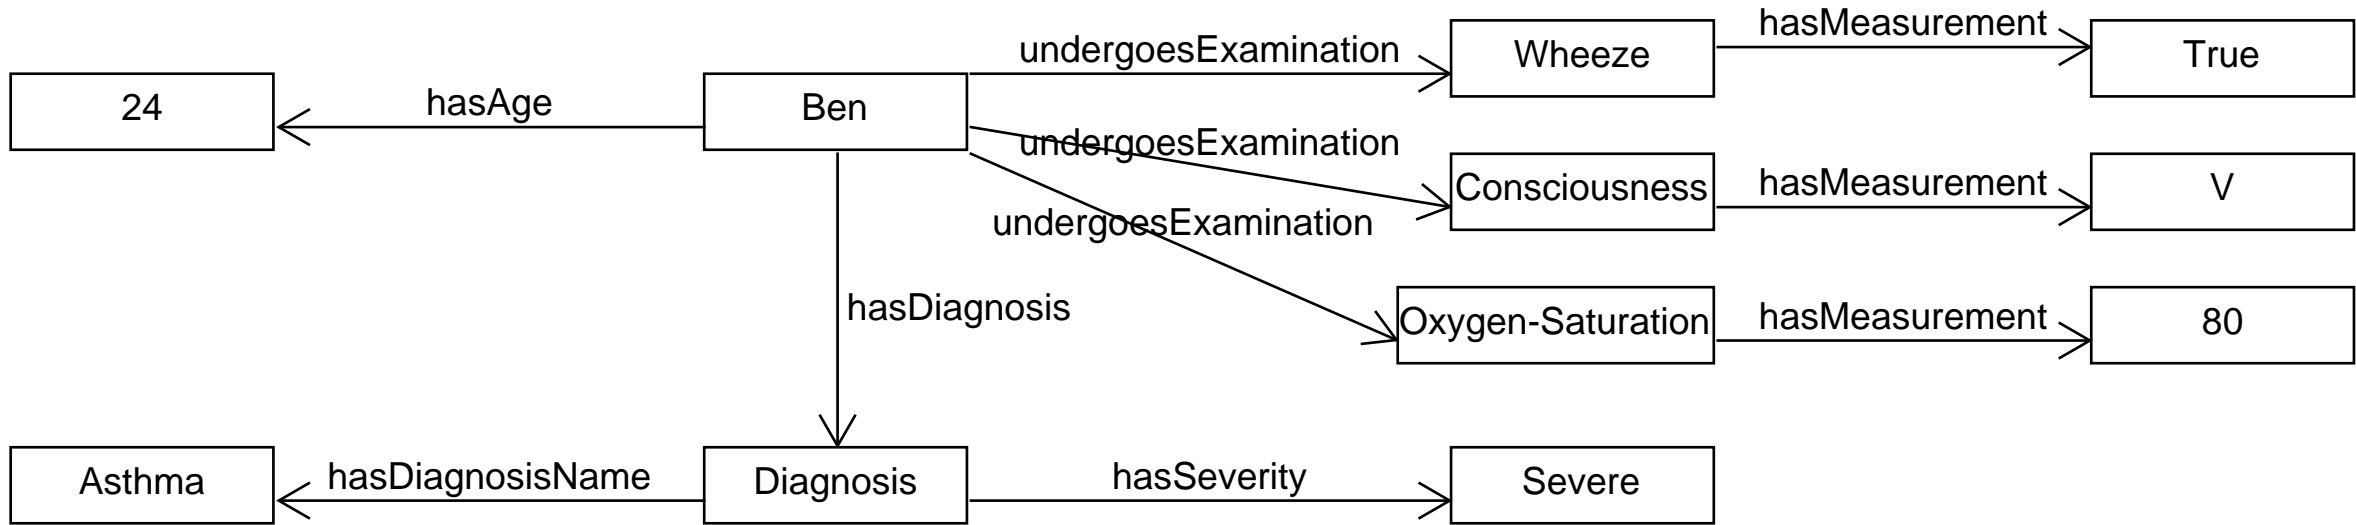 hasMeasurement
undergoesExamination
Wheeze
True
24
hasAge
Ben
undergoesExamination
Consciousness
hasMeasurement
V
undergoesExamination
hasDiagnosis
Oxygen-Saturation
hasMeasurement
80
Asthma
hasDiagnosisName
Diagnosis
hasSeverity
Severe